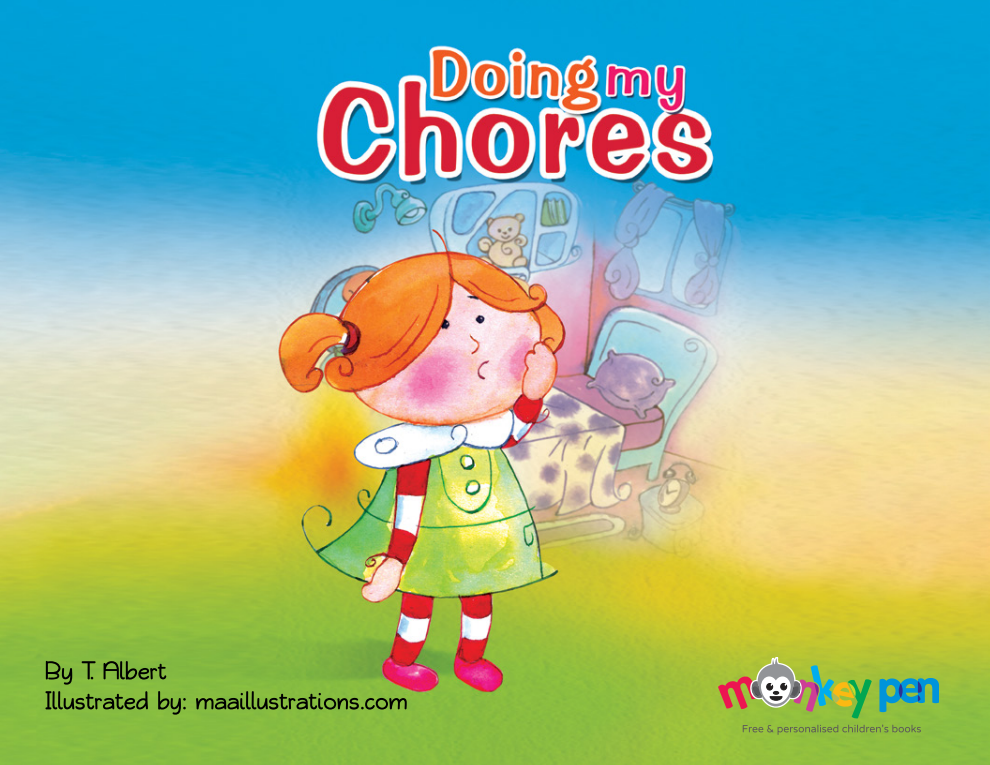 Doing my
Chores
By T. Albert
Illustrated by: maaillustrations.com
monkey pen
Free & personalised children's books